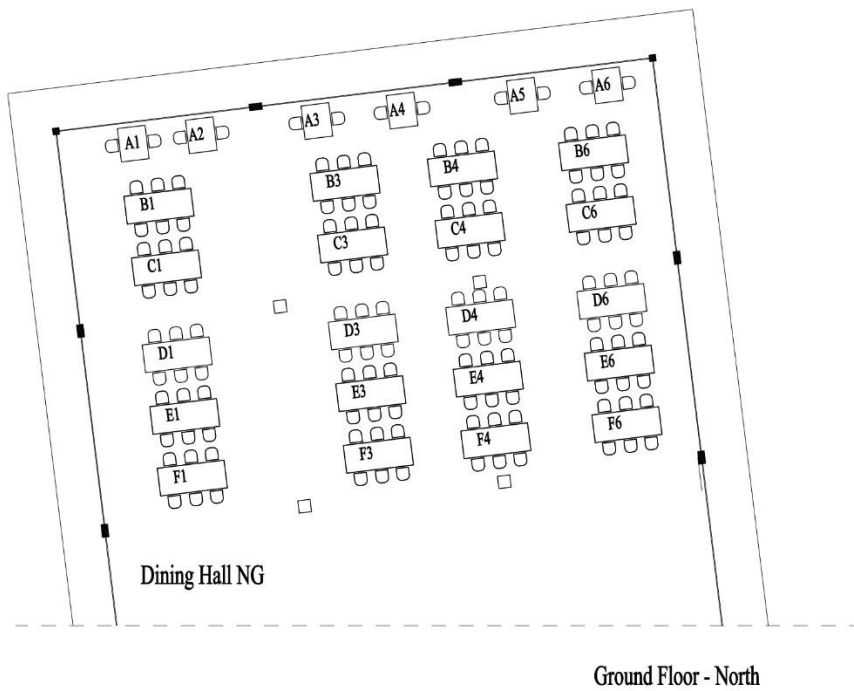 A1 A2 A3 A4 A5 A6
B1 B3 B4 B6
C1 C3 C4 C6
D1 D3 D4 D6
E1 E3 E4 E6
F1 F3 F4 F6
Dining Hall NG
Ground Floor - North